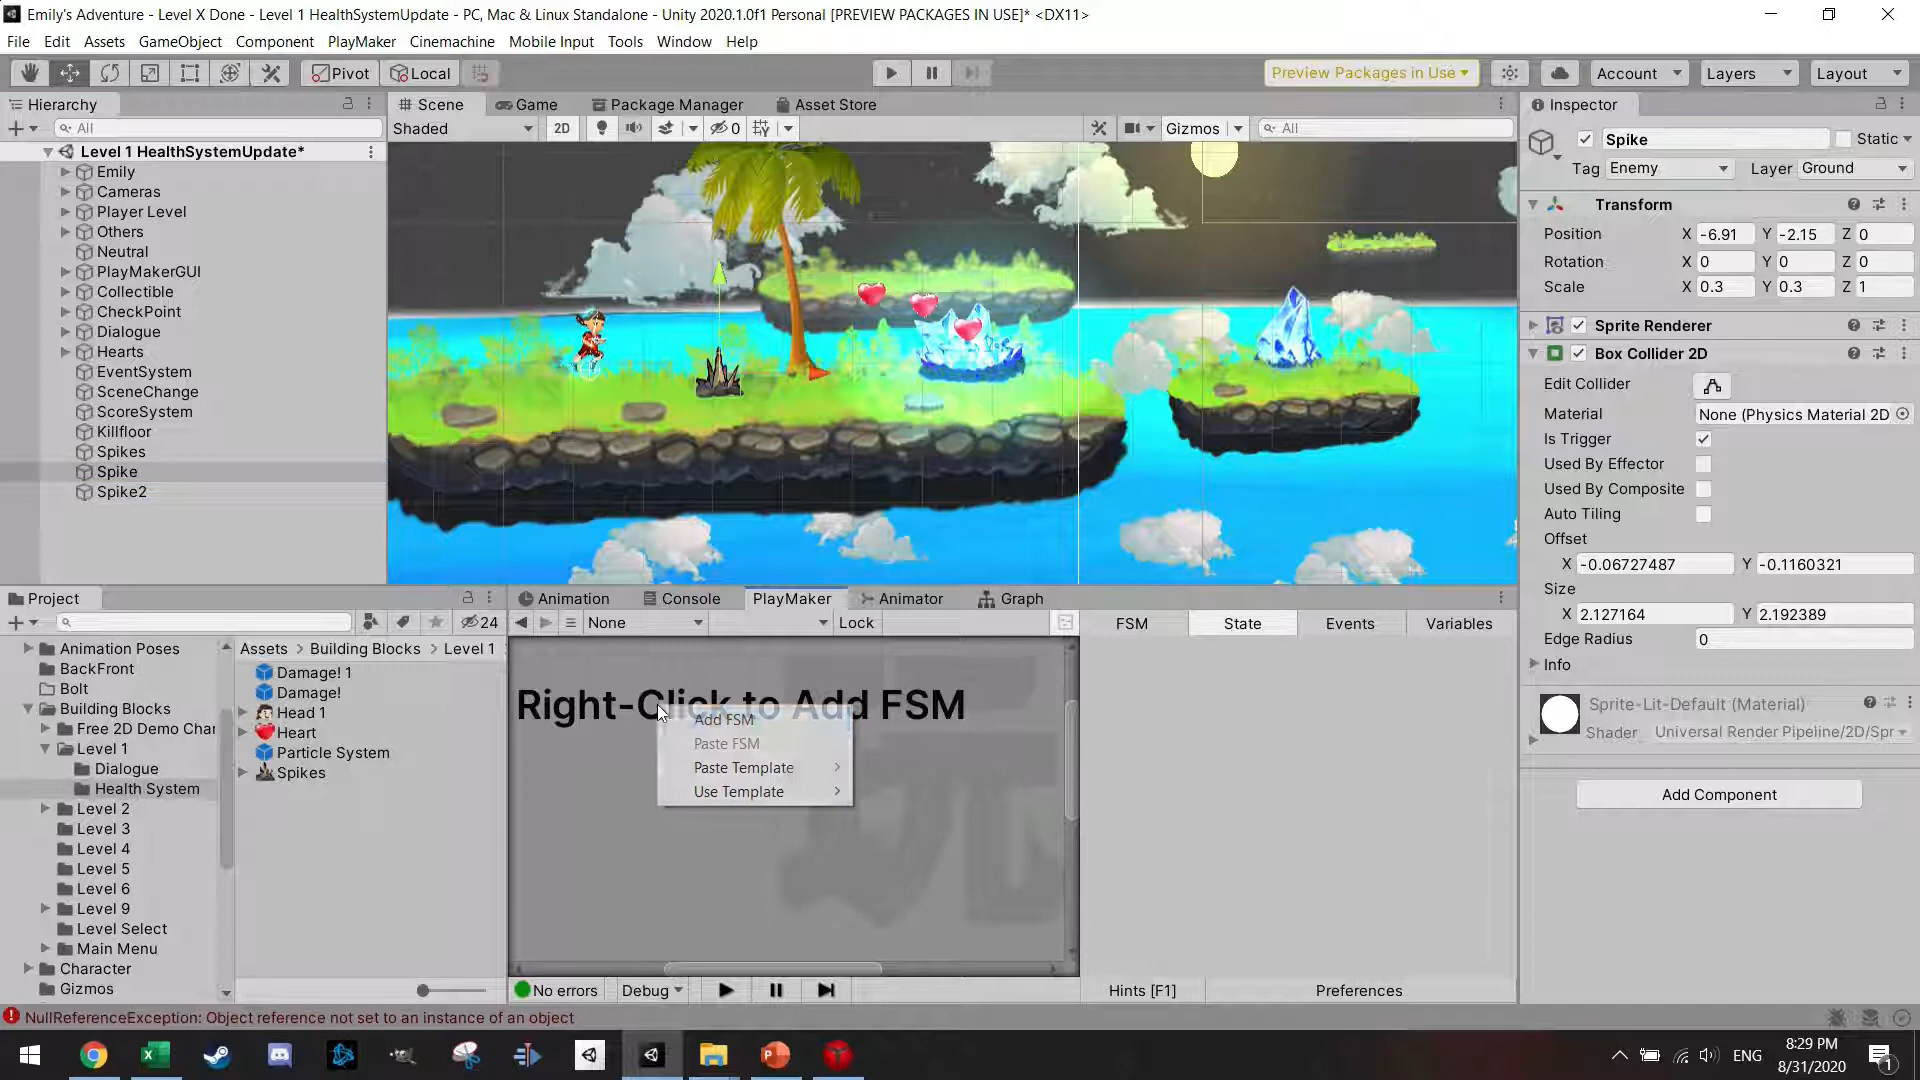 Emily's Adventure - Level X Done - Level 1 HealthSystemUpdate - PC, Mac & Linux Standalone - Unity 2020.1.0f1 Personal [PREVIEW PACKAGES IN USE]* <DX11>
File Edit Assets GameObject Component PlayMaker Cinemachine Mobile Input Tools Window Help
Pivot Local Preview Packages in Use Account Layers Layout
Hierarchy
All
Level 1 HealthSystemUpdate*
Emily
Cameras
Player Level
Others
Neutral
PlayMakerGUI
Collectible
CheckPoint
Dialogue
Hearts
EventSystem
SceneChange
ScoreSystem
Killfloor
Spikes
Spike
Spike2
Scene Game Package Manager Asset Store
Shaded 2D 0 Gizmos All
Inspector
Spike Static
Tag Enemy Layer Ground
Transform
Position X -6.91 Y -2.15 Z 0
Rotation X 0 Y 0 Z 0
Scale X 0.3 Y 0.3 Z 1
Sprite Renderer
Box Collider 2D
Edit Collider
Material None (Physics Material 2D
Is Trigger
Used By Effector
Used By Composite
Auto Tiling
Offset
X -0.06727487 Y -0.1160321
Size
X 2.127164 Y 2.192389
Edge Radius 0
Info
Sprite-Lit-Default (Material)
Shader Universal Render Pipeline/2D/Spr
Add Component
Project
24
Animation Poses
BackFront
Bolt
Building Blocks
Free 2D Demo Char
Level 1
Dialogue
Health System
Level 2
Level 3
Level 4
Level 5
Level 6
Level 9
Level Select
Main Menu
Character
Gizmos
Assets > Building Blocks > Level 1
Damage! 1
Damage!
Head 1
Heart
Particle System
Spikes
Animation Console PlayMaker Animator Graph
None Lock
FSM State Events Variables
Right-Click to Add FSM
Add FSM
Paste FSM
Paste Template
Use Template
No errors Debug
Hints [F1] Preferences
NullReferenceException: Object reference not set to an instance of an object
ENG
8:29 PM
8/31/2020
1